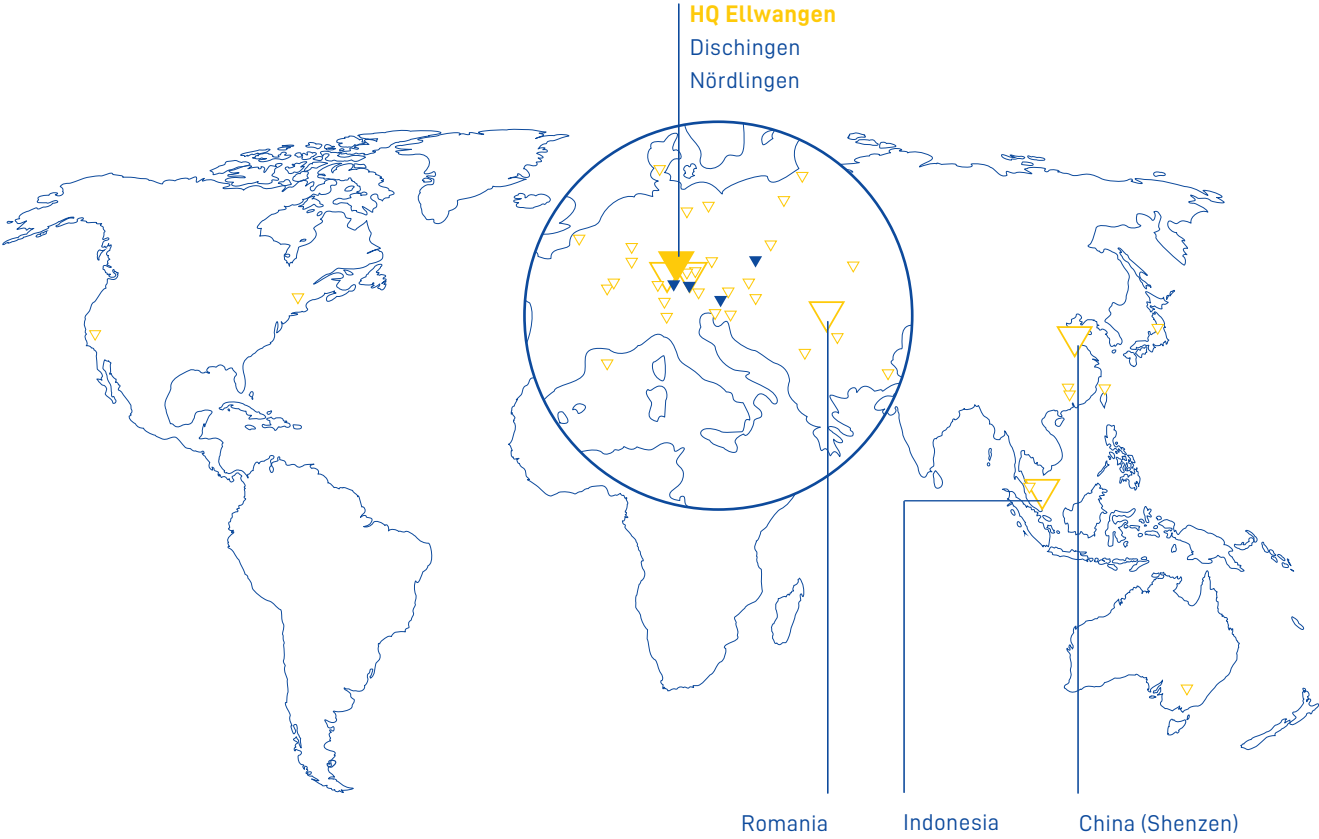 HQ Ellwangen
Dischingen
Nördlingen
Romania
Indonesia
China (Shenzen)